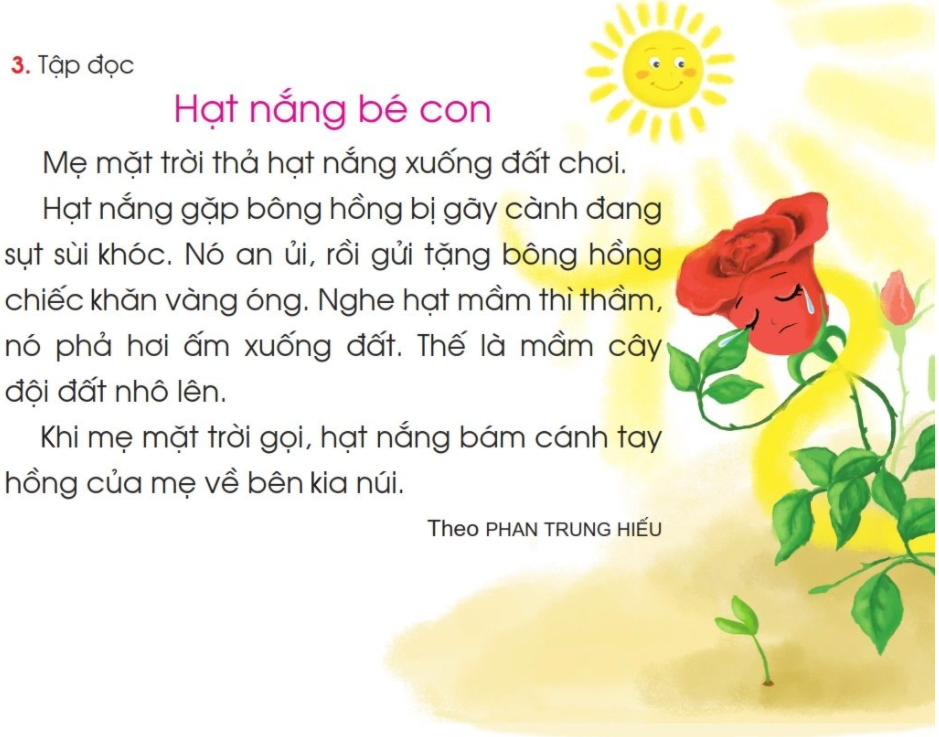 3. Tập đọc
Hạt nắng bé con
Mẹ mặt trời thả hạt nắng xuống đất chơi.
Hạt nắng gặp bông hồng bị gãy cành đang
sụt sùi khóc. Nó an ủi, rồi gửi tặng bông hồng
chiếc khăn vàng óng. Nghe hạt mầm thì thầm,
nó phả hơi ấm xuống đất. Thế là mầm cây
đội đất nhô lên.
Khi mẹ mặt trời gọi, hạt nắng bám cánh tay
hồng của mẹ về bên kia núi.
Theo PHAN TRUNG HIẾU